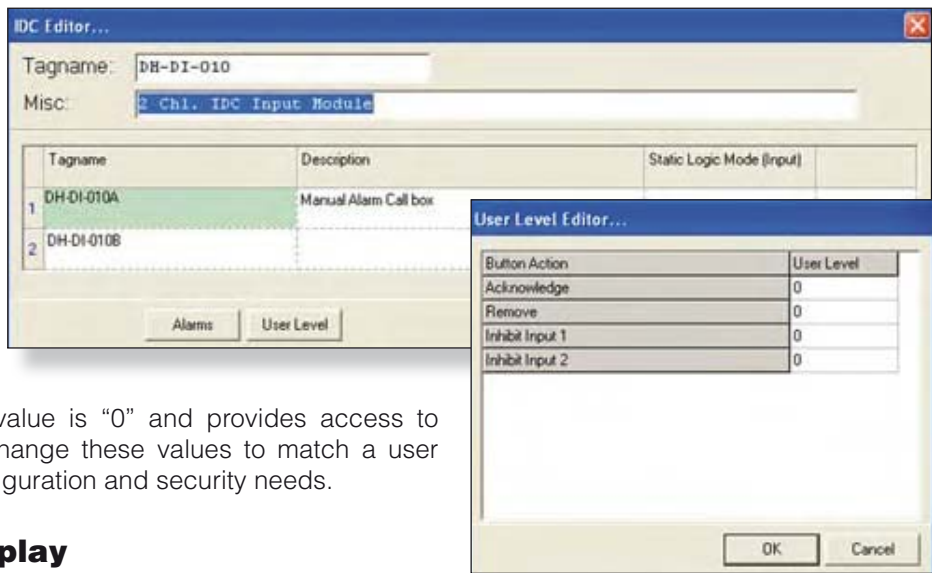 IDC Editor...
Tagname: DH-DI-010
Misc: 2 Chl. IDC Input Module
Tagname Description Static Logic Mode (Input)
1 DH-DI-010A Manual Alarm Call box
2 DH-DI-010B
Alarms User Level
User Level Editor...
Button Action User Level
Acknowledge 0
Remove 0
Inhibit Input 1 0
Inhibit Input 2 0
OK Cancel
value is “0” and provides access to
hange these values to match a user
guration and security needs.
play